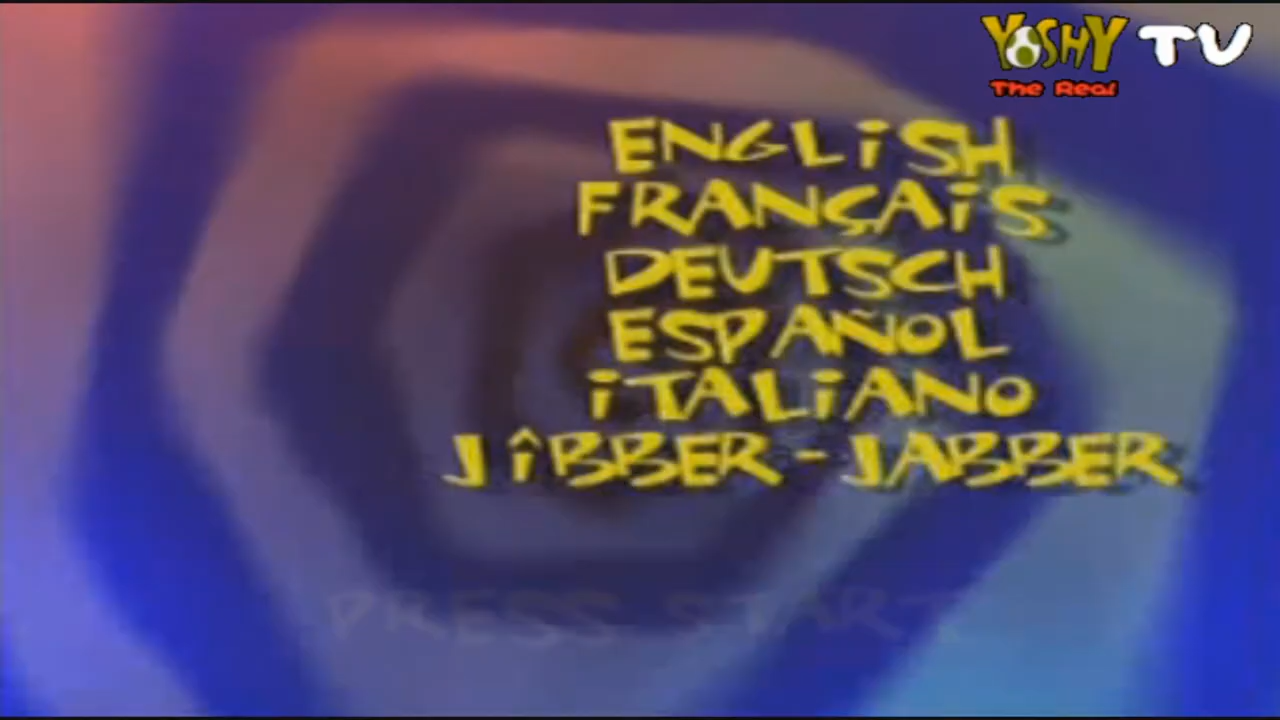 YOSHY TV
The Real
ENGLiSH
FRANÇAiS
DEUTSCH
ESPAÑOL
iTALiANO
JÎBBER-JABBER
PRESS START